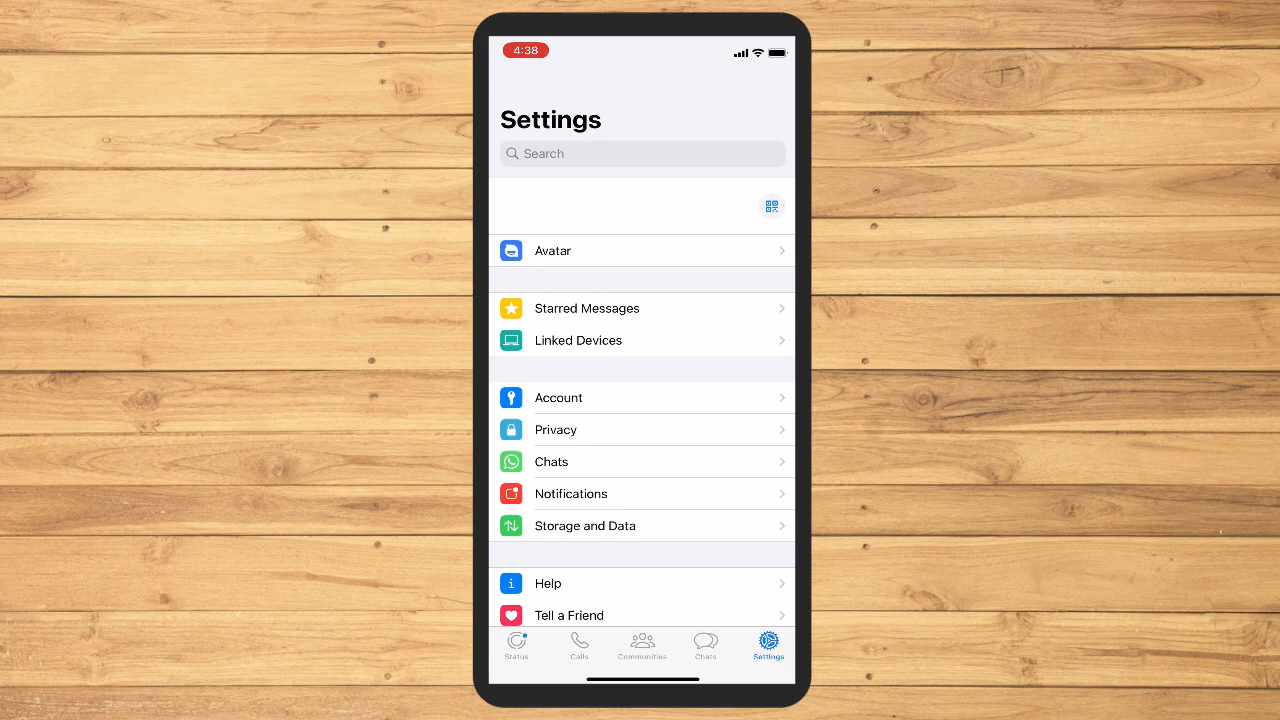 4:38
Settings
Search
Avatar
Starred Messages
Linked Devices
Account
Privacy
Chats
Notifications
Storage and Data
Help
Tell a Friend
Status
Calls
Communities
Chats
Settings